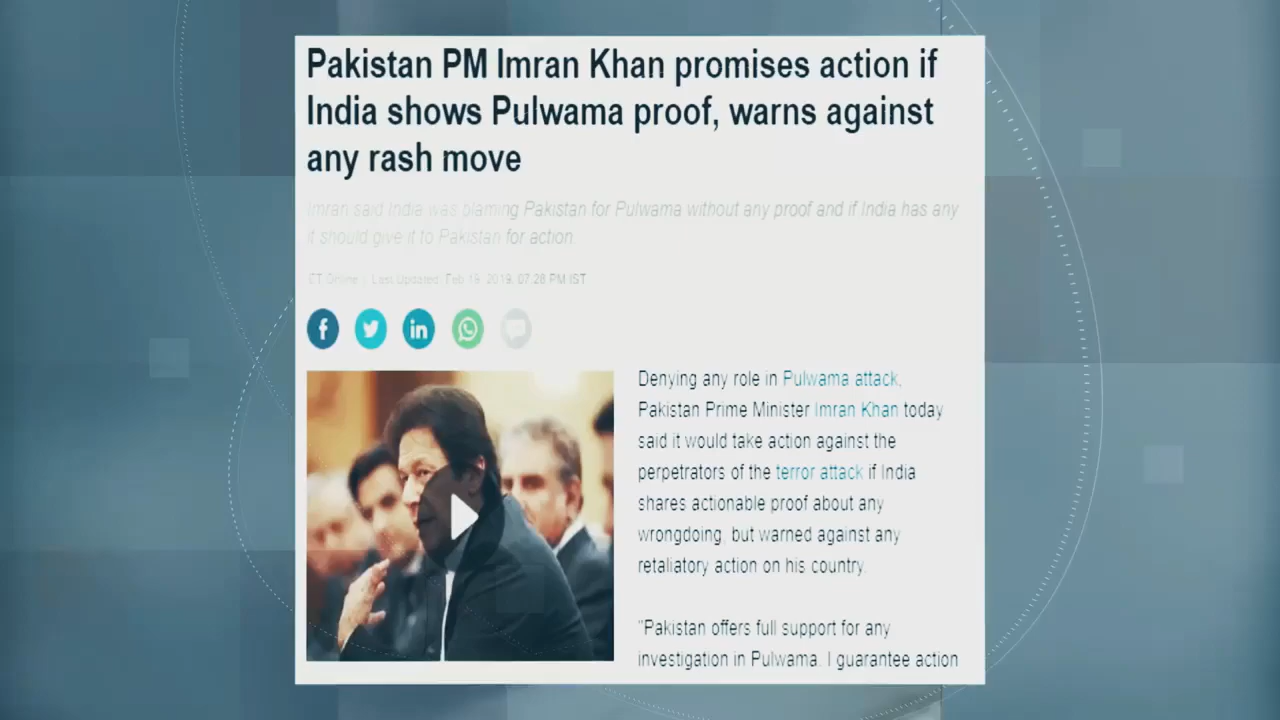 Pakistan PM Imran Khan promises action if
India shows Pulwama proof, warns against
any rash move
Imran said India was blaming Pakistan for Pulwama without any proof and if India has any
it should give it to Pakistan for action.
ET Online | Last Updated: Feb 19, 2019, 07.28 PM IST
Denying any role in Pulwama attack,
Pakistan Prime Minister Imran Khan today
said it would take action against the
perpetrators of the terror attack if India
shares actionable proof about any
wrongdoing, but warned against any
retaliatory action on his country.
"Pakistan offers full support for any
investigation in Pulwama. I guarantee action